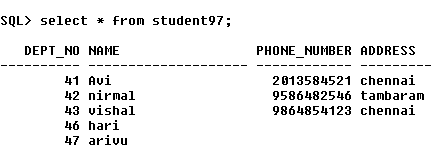 SQL> select * from student97;
DEPT_NO NAME PHONE_NUMBER ADDRESS
---------- -------------------- ------------ ----------
41 Avi 2013584521 chennai
42 nirmal 9586482546 tambaram
43 vishal 9864854123 chennai
46 hari
47 arivu